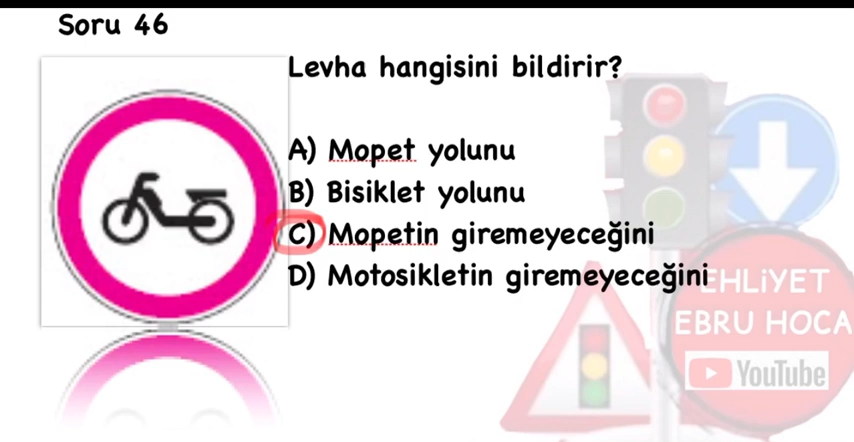 Soru 46
Levha hangisini bildirir?
A) Mopet yolunu
B) Bisiklet yolunu
C) Mopetin giremeyeceğini
D) Motosikletin giremeyeceğini
EHLİYET
EBRU HOCA
YouTube